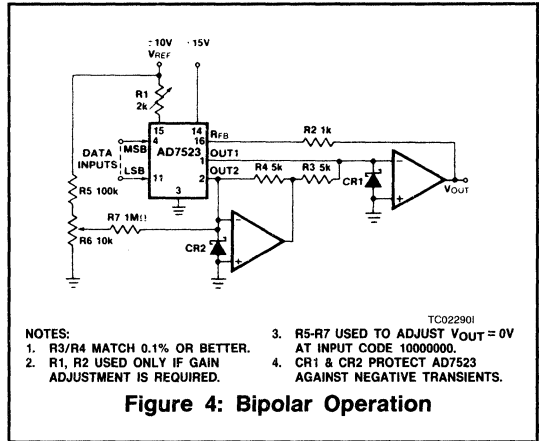 ±10V +15V
VREF
R1
2k
15 14
MSB 4 16 RFB R2 1k
DATA INPUTS AD7523 1 OUT1
LSB 11 2 OUT2 R4 5k R3 5k
3
CR1
VOUT
R5 100k
R7 1MΩ
R6 10k
CR2
TC02290I
NOTES:
1. R3/R4 MATCH 0.1% OR BETTER.
2. R1, R2 USED ONLY IF GAIN
ADJUSTMENT IS REQUIRED.
3. R5-R7 USED TO ADJUST VOUT = 0V
AT INPUT CODE 10000000.
4. CR1 & CR2 PROTECT AD7523
AGAINST NEGATIVE TRANSIENTS.
Figure 4: Bipolar Operation